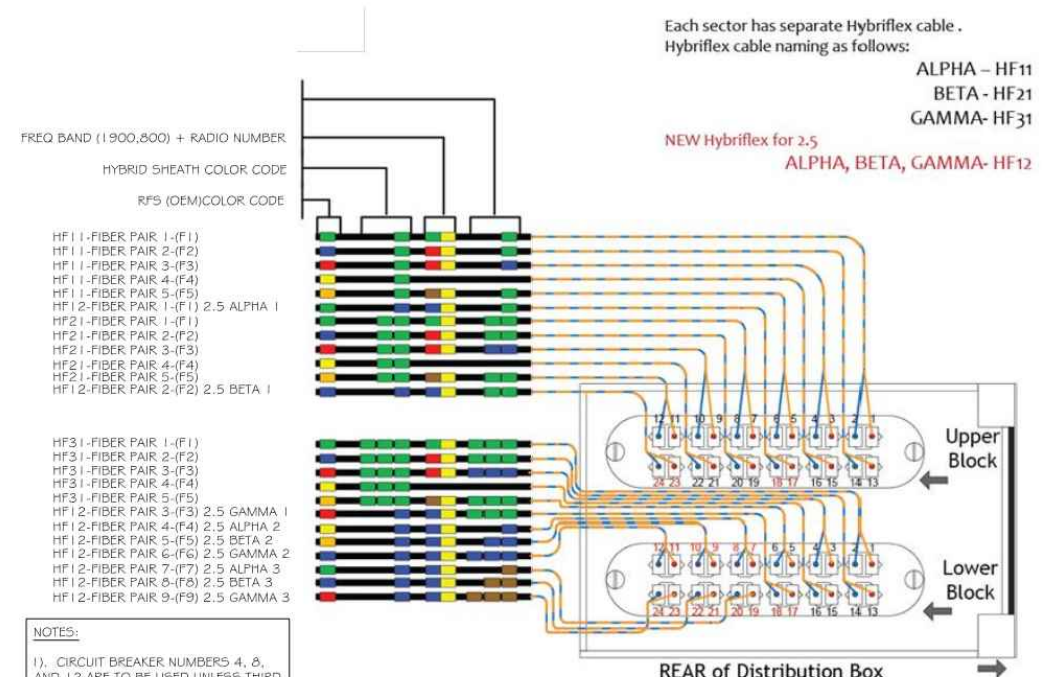 Each sector has separate Hybriflex cable .
Hybriflex cable naming as follows:
ALPHA – HF11
BETA - HF21
GAMMA- HF31
NEW Hybriflex for 2.5
ALPHA, BETA, GAMMA- HF12
FREQ BAND (1900,800) + RADIO NUMBER
HYBRID SHEATH COLOR CODE
RFS (OEM)COLOR CODE
HF11-FIBER PAIR 1-(F1)
HF11-FIBER PAIR 2-(F2)
HF11-FIBER PAIR 3-(F3)
HF11-FIBER PAIR 4-(F4)
HF11-FIBER PAIR 5-(F5)
HF12-FIBER PAIR 1-(F1) 2.5 ALPHA 1
HF21-FIBER PAIR 1-(F1)
HF21-FIBER PAIR 2-(F2)
HF21-FIBER PAIR 3-(F3)
HF21-FIBER PAIR 4-(F4)
HF21-FIBER PAIR 5-(F5)
HF12-FIBER PAIR 2-(F2) 2.5 BETA 1
12 11 10 9 8 7 6 5 4 3 2 1
Upper
Block
24 23 22 21 20 19 18 17 16 15 14 13
HF31-FIBER PAIR 1-(F1)
HF31-FIBER PAIR 2-(F2)
HF31-FIBER PAIR 3-(F3)
HF31-FIBER PAIR 4-(F4)
HF31-FIBER PAIR 5-(F5)
HF12-FIBER PAIR 3-(F3) 2.5 GAMMA 1
HF12-FIBER PAIR 4-(F4) 2.5 ALPHA 2
HF12-FIBER PAIR 5-(F5) 2.5 BETA 2
HF12-FIBER PAIR 6-(F6) 2.5 GAMMA 2
HF12-FIBER PAIR 7-(F7) 2.5 ALPHA 3
HF12-FIBER PAIR 8-(F8) 2.5 BETA 3
HF12-FIBER PAIR 9-(F9) 2.5 GAMMA 3
12 11 10 9 8 7 6 5 4 3 2 1
Lower
Block
24 23 22 21 20 19 18 17 16 15 14 13
NOTES:
1). CIRCUIT BREAKER NUMBERS 4, 8,
AND 12 ARE TO BE USED UNLESS THIRD
REAR of Distribution Box